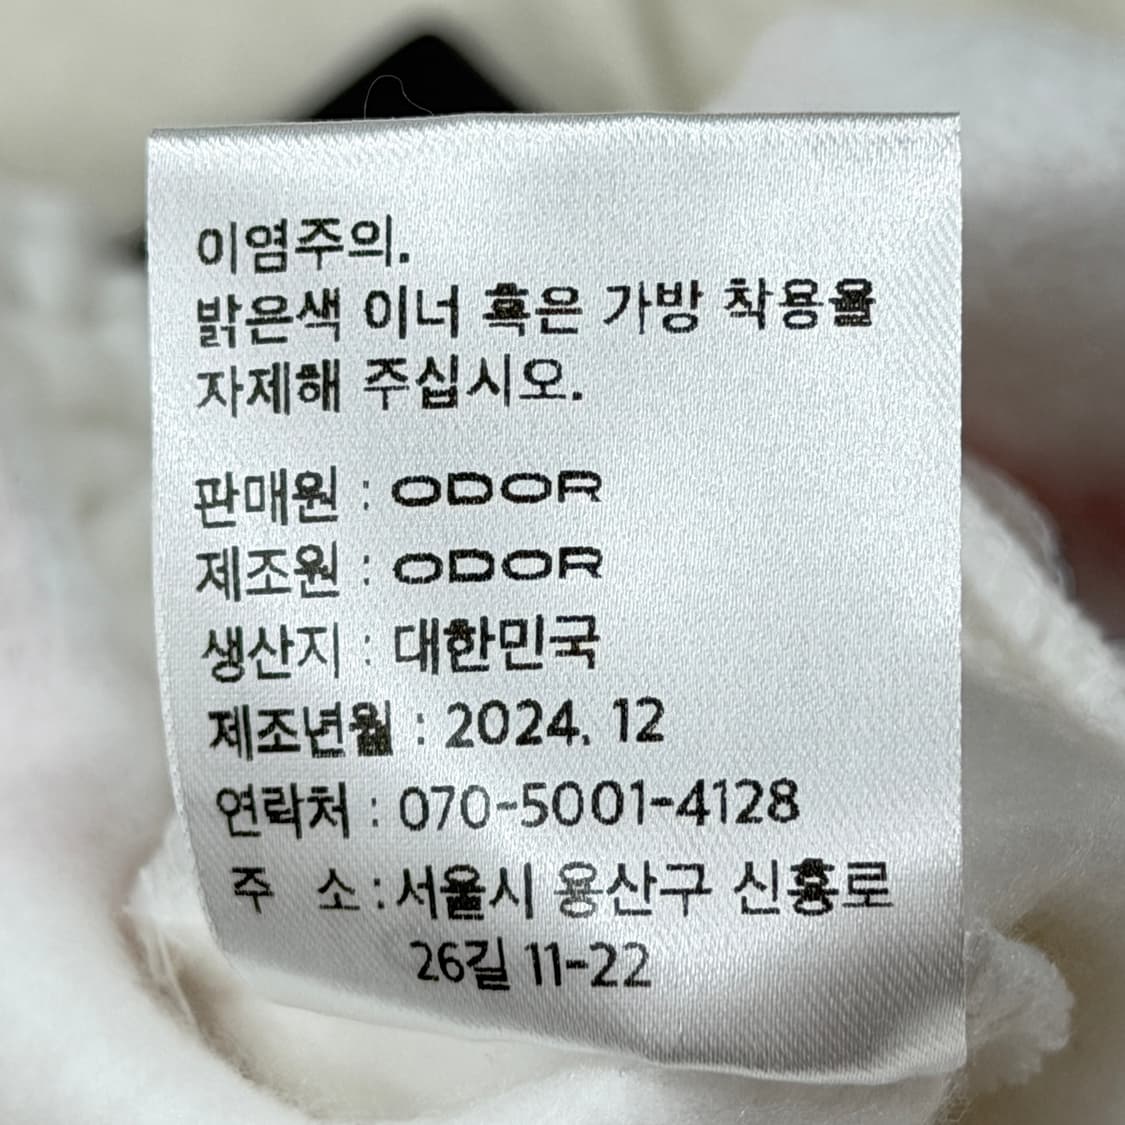 이염주의.
밝은색 이너 혹은 가방 착용을
자제해 주십시오.
판매원 : ODOR
제조원 : ODOR
생산지 : 대한민국
제조년월 : 2024. 12
연락처 : 070-5001-4128
주 소 : 서울시 용산구 신흥로
26길 11-22